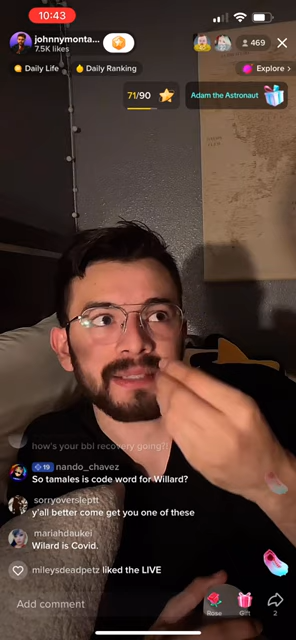 10:43
johnnymonta...
7.5K likes
469
Daily Life
Daily Ranking
Explore >
71/90
Adam the Astronaut
how's your bbl recovery going?!
19 nando_chavez
So tamales is code word for Willard?
sorryoversleptt
y'all better come get you one of these
mariahdaukei
Wilard is Covid.
mileysdeadpetz liked the LIVE
Add comment
Rose
Gift
2